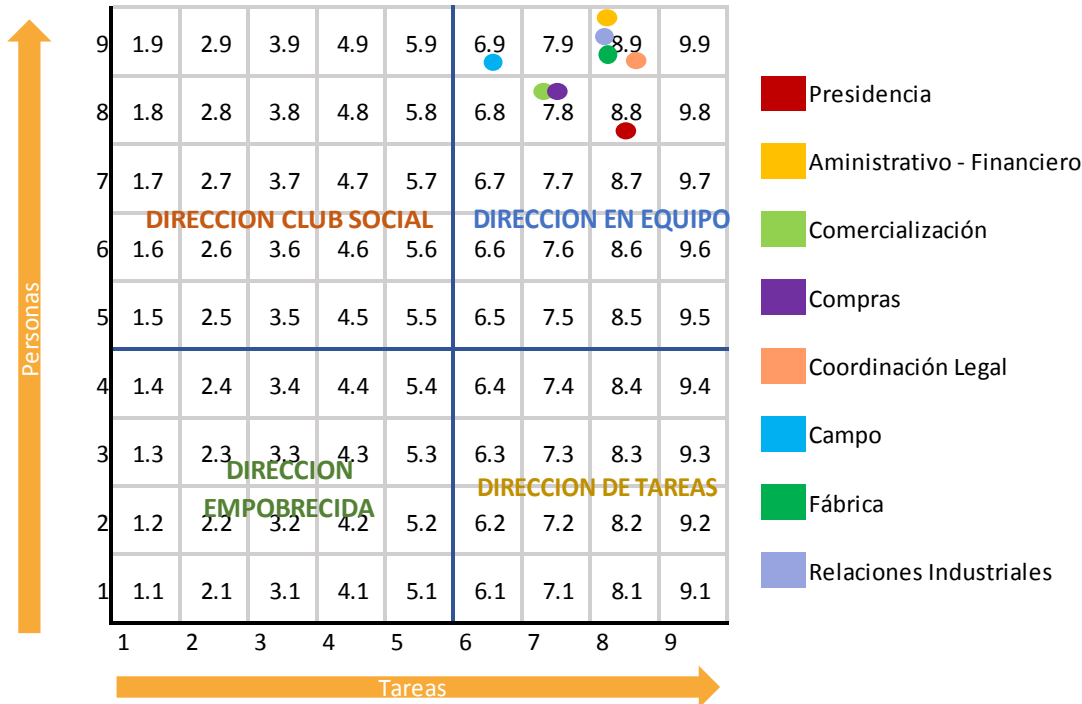 9 1.9 2.9 3.9 4.9 5.9 6.9 7.9 8.9 9.9
8 1.8 2.8 3.8 4.8 5.8 6.8 7.8 8.8 9.8
7 1.7 2.7 3.7 4.7 5.7 6.7 7.7 8.7 9.7
DIRECCION CLUB SOCIAL DIRECCION EN EQUIPO
6 1.6 2.6 3.6 4.6 5.6 6.6 7.6 8.6 9.6
5 1.5 2.5 3.5 4.5 5.5 6.5 7.5 8.5 9.5
4 1.4 2.4 3.4 4.4 5.4 6.4 7.4 8.4 9.4
3 1.3 2.3 3.3 4.3 5.3 6.3 7.3 8.3 9.3
DIRECCION
EMPOBRECIDA
DIRECCION DE TAREAS
2 1.2 2.2 3.2 4.2 5.2 6.2 7.2 8.2 9.2
1 1.1 2.1 3.1 4.1 5.1 6.1 7.1 8.1 9.1
1 2 3 4 5 6 7 8 9
Personas
Tareas
Presidencia
Aministrativo - Financiero
Comercialización
Compras
Coordinación Legal
Campo
Fábrica
Relaciones Industriales